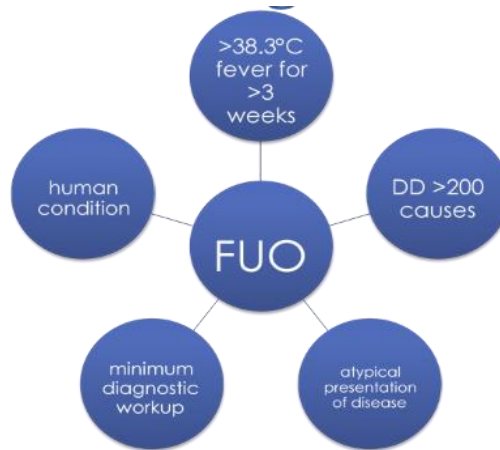 >38.3°C
fever for
>3
weeks
human
condition
DD >200
causes
FUO
minimum
diagnostic
workup
atypical
presentation
of disease